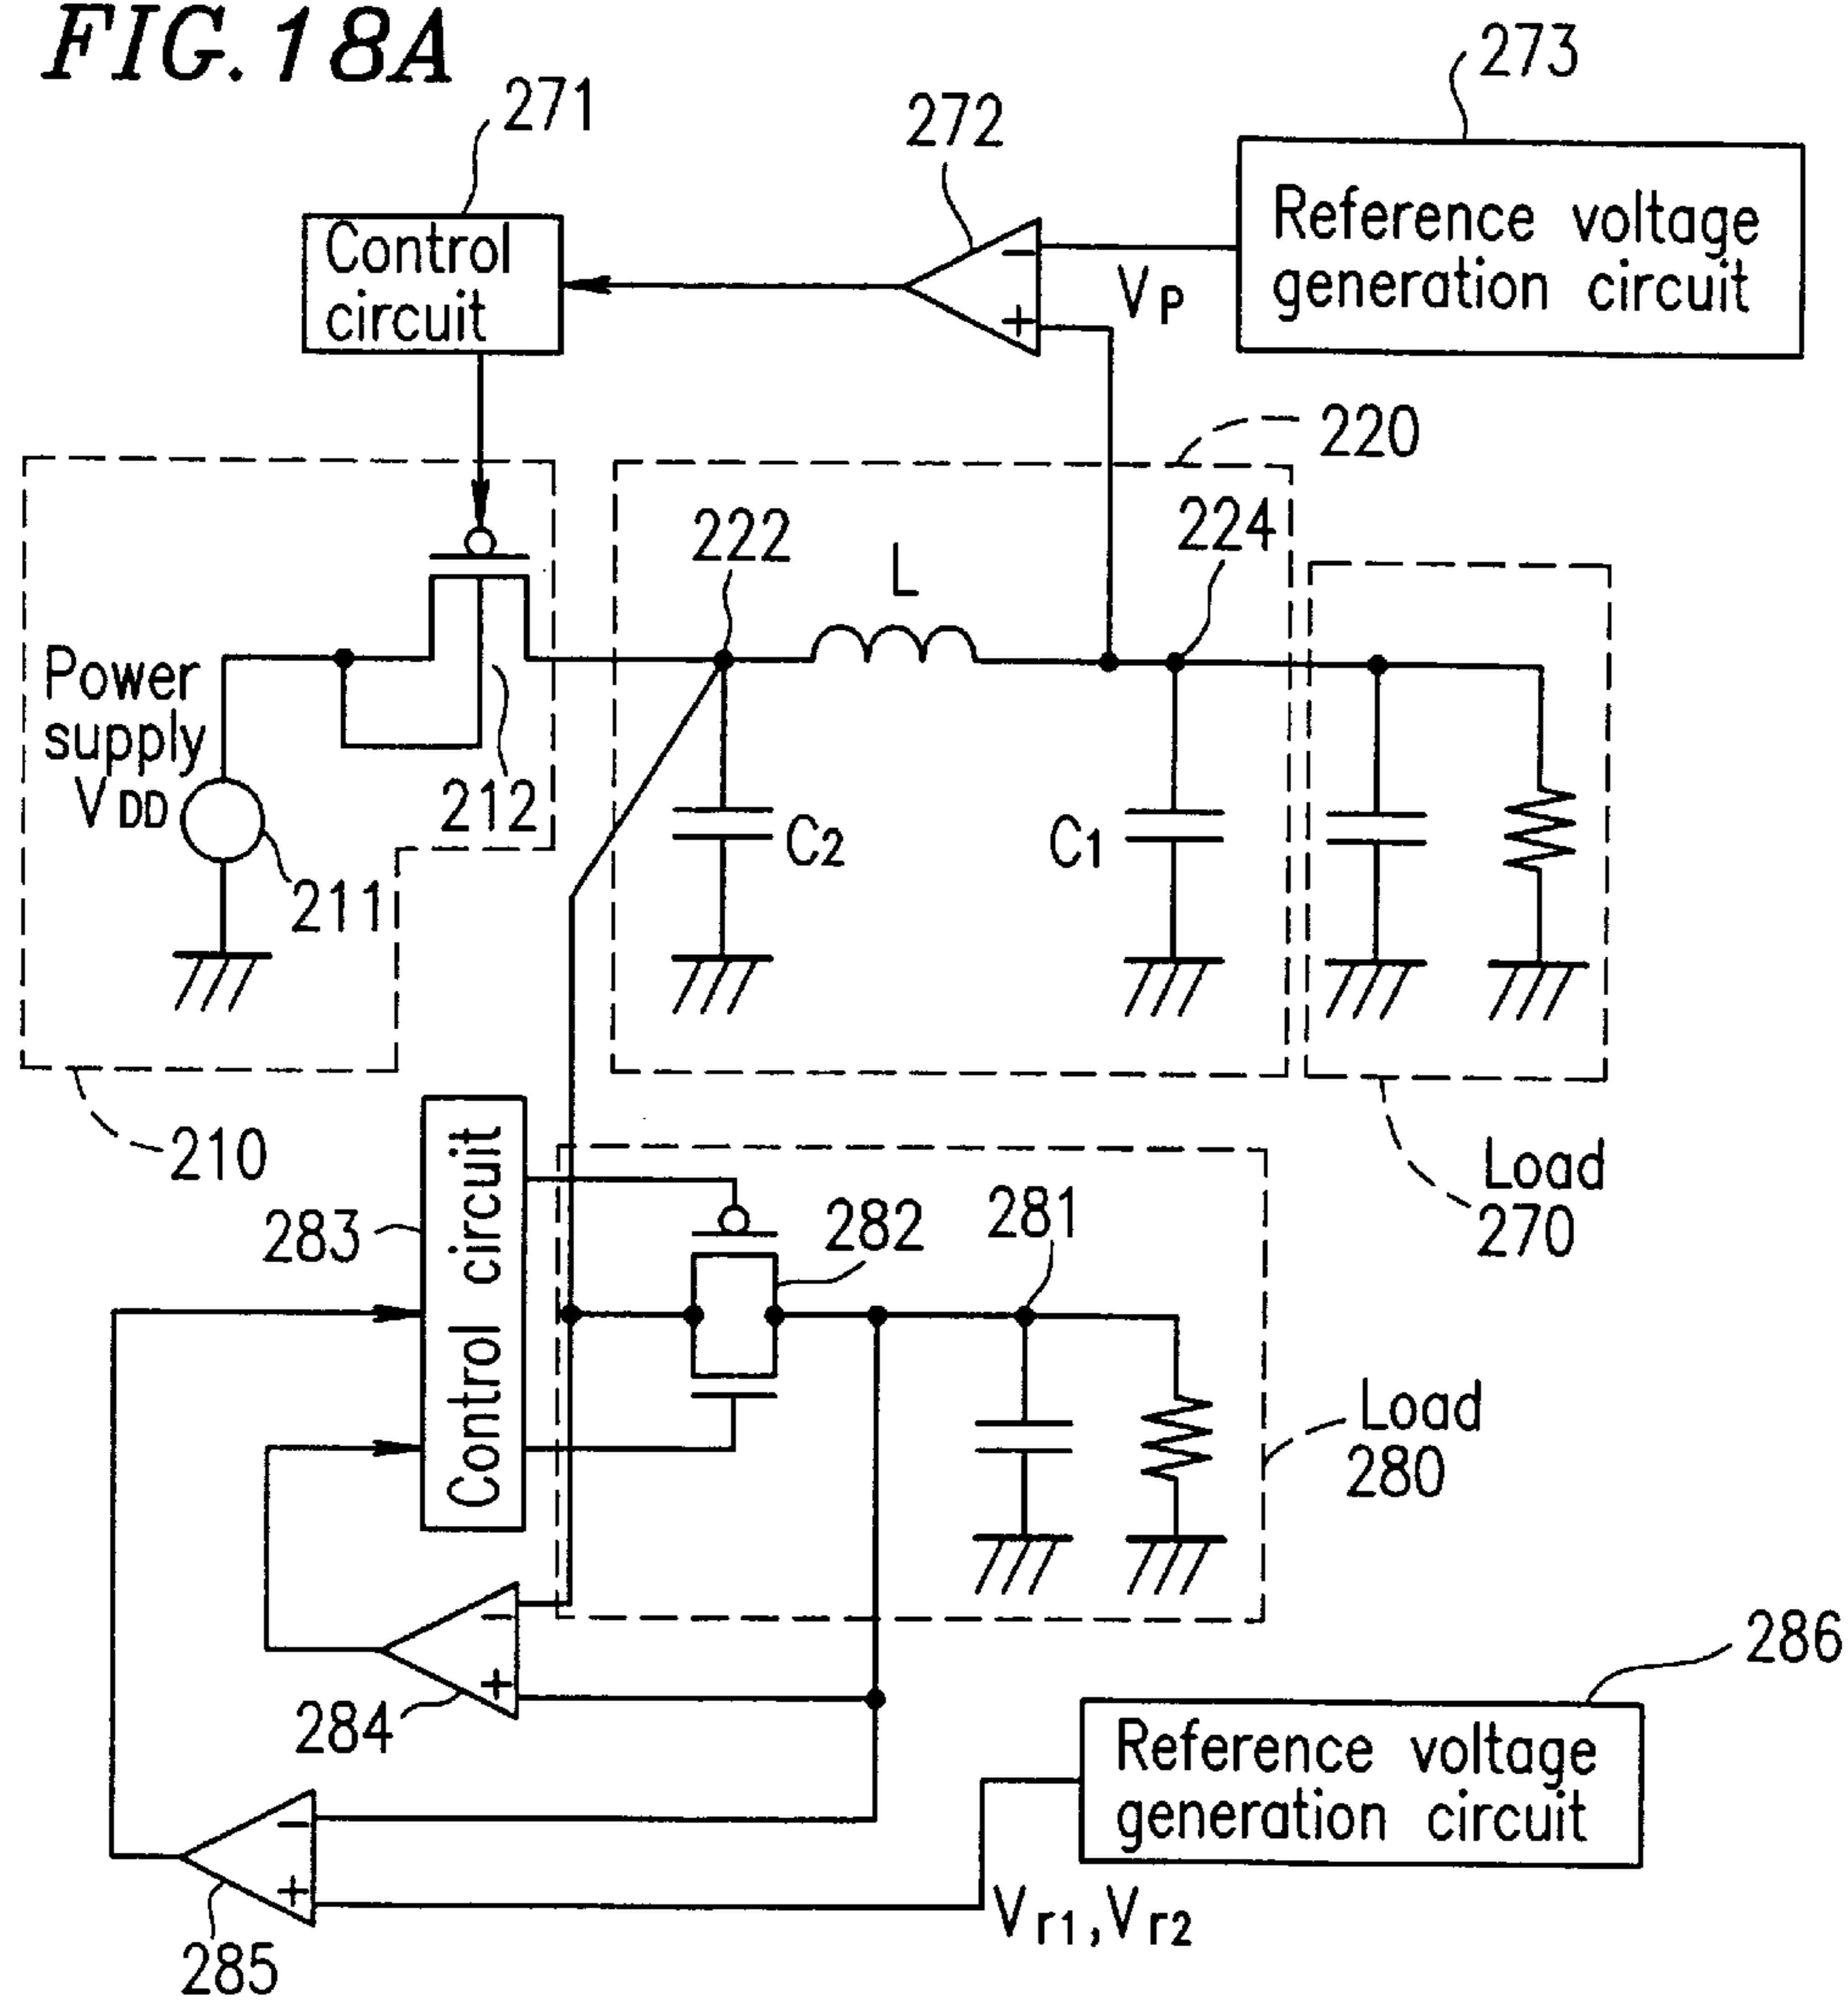 FIG. 18A
271
272
273
Control
circuit
Reference voltage
generation circuit
−
+
VP
220
222
L
224
Power
supply
VDD
212
211
C2
C1
210
Load
270
283
Control circuit
282
281
Load
280
−
+
284
286
Reference voltage
generation circuit
−
+
285
Vr1,Vr2